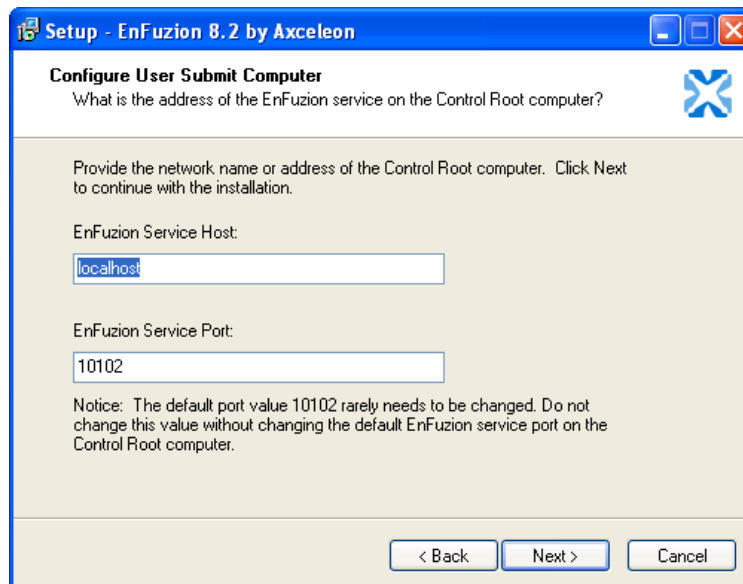 Setup - EnFuzion 8.2 by Axceleon
Configure User Submit Computer
What is the address of the EnFuzion service on the Control Root computer?
Provide the network name or address of the Control Root computer. Click Next
to continue with the installation.
EnFuzion Service Host:
localhost
EnFuzion Service Port:
10102
Notice: The default port value 10102 rarely needs to be changed. Do not
change this value without changing the default EnFuzion service port on the
Control Root computer.
< Back Next > Cancel